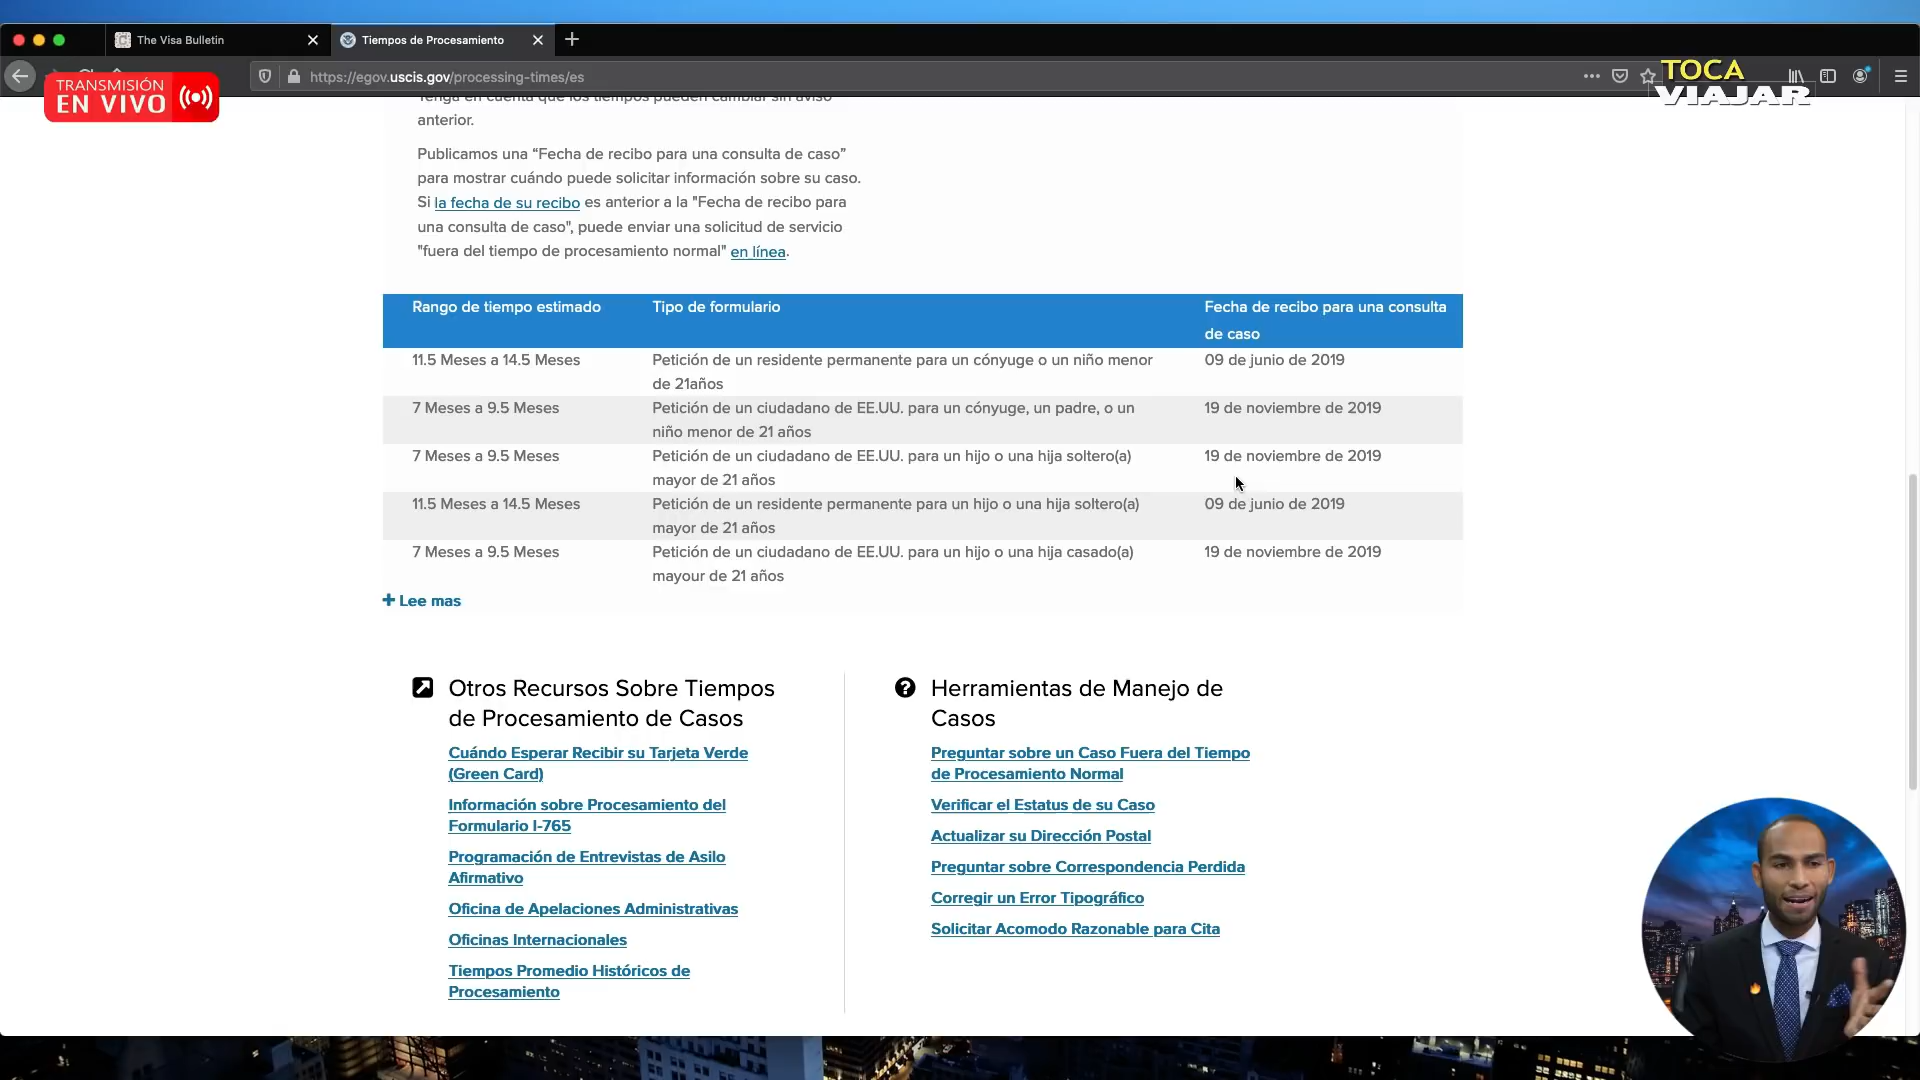 The Visa Bulletin
Tiempos de Procesamiento
https://egov.uscis.gov/processing-times/es
TRANSMISIÓN
EN VIVO
TOCA
VIAJAR
Tenga en cuenta que los tiempos pueden cambiar sin aviso
anterior.
Publicamos una “Fecha de recibo para una consulta de caso”
para mostrar cuándo puede solicitar información sobre su caso.
Si la fecha de su recibo es anterior a la "Fecha de recibo para
una consulta de caso", puede enviar una solicitud de servicio
"fuera del tiempo de procesamiento normal" en línea.
Rango de tiempo estimado Tipo de formulario Fecha de recibo para una consulta
de caso
11.5 Meses a 14.5 Meses Petición de un residente permanente para un cónyuge o un niño menor 09 de junio de 2019
de 21años
7 Meses a 9.5 Meses Petición de un ciudadano de EE.UU. para un cónyuge, un padre, o un 19 de noviembre de 2019
niño menor de 21 años
7 Meses a 9.5 Meses Petición de un ciudadano de EE.UU. para un hijo o una hija soltero(a) 19 de noviembre de 2019
mayor de 21 años
11.5 Meses a 14.5 Meses Petición de un residente permanente para un hijo o una hija soltero(a) 09 de junio de 2019
mayor de 21 años
7 Meses a 9.5 Meses Petición de un ciudadano de EE.UU. para un hijo o una hija casado(a) 19 de noviembre de 2019
mayour de 21 años
+ Lee mas
Otros Recursos Sobre Tiempos
de Procesamiento de Casos
Cuándo Esperar Recibir su Tarjeta Verde
(Green Card)
Información sobre Procesamiento del
Formulario I-765
Programación de Entrevistas de Asilo
Afirmativo
Oficina de Apelaciones Administrativas
Oficinas Internacionales
Tiempos Promedio Históricos de
Procesamiento
Herramientas de Manejo de
Casos
Preguntar sobre un Caso Fuera del Tiempo
de Procesamiento Normal
Verificar el Estatus de su Caso
Actualizar su Dirección Postal
Preguntar sobre Correspondencia Perdida
Corregir un Error Tipográfico
Solicitar Acomodo Razonable para Cita